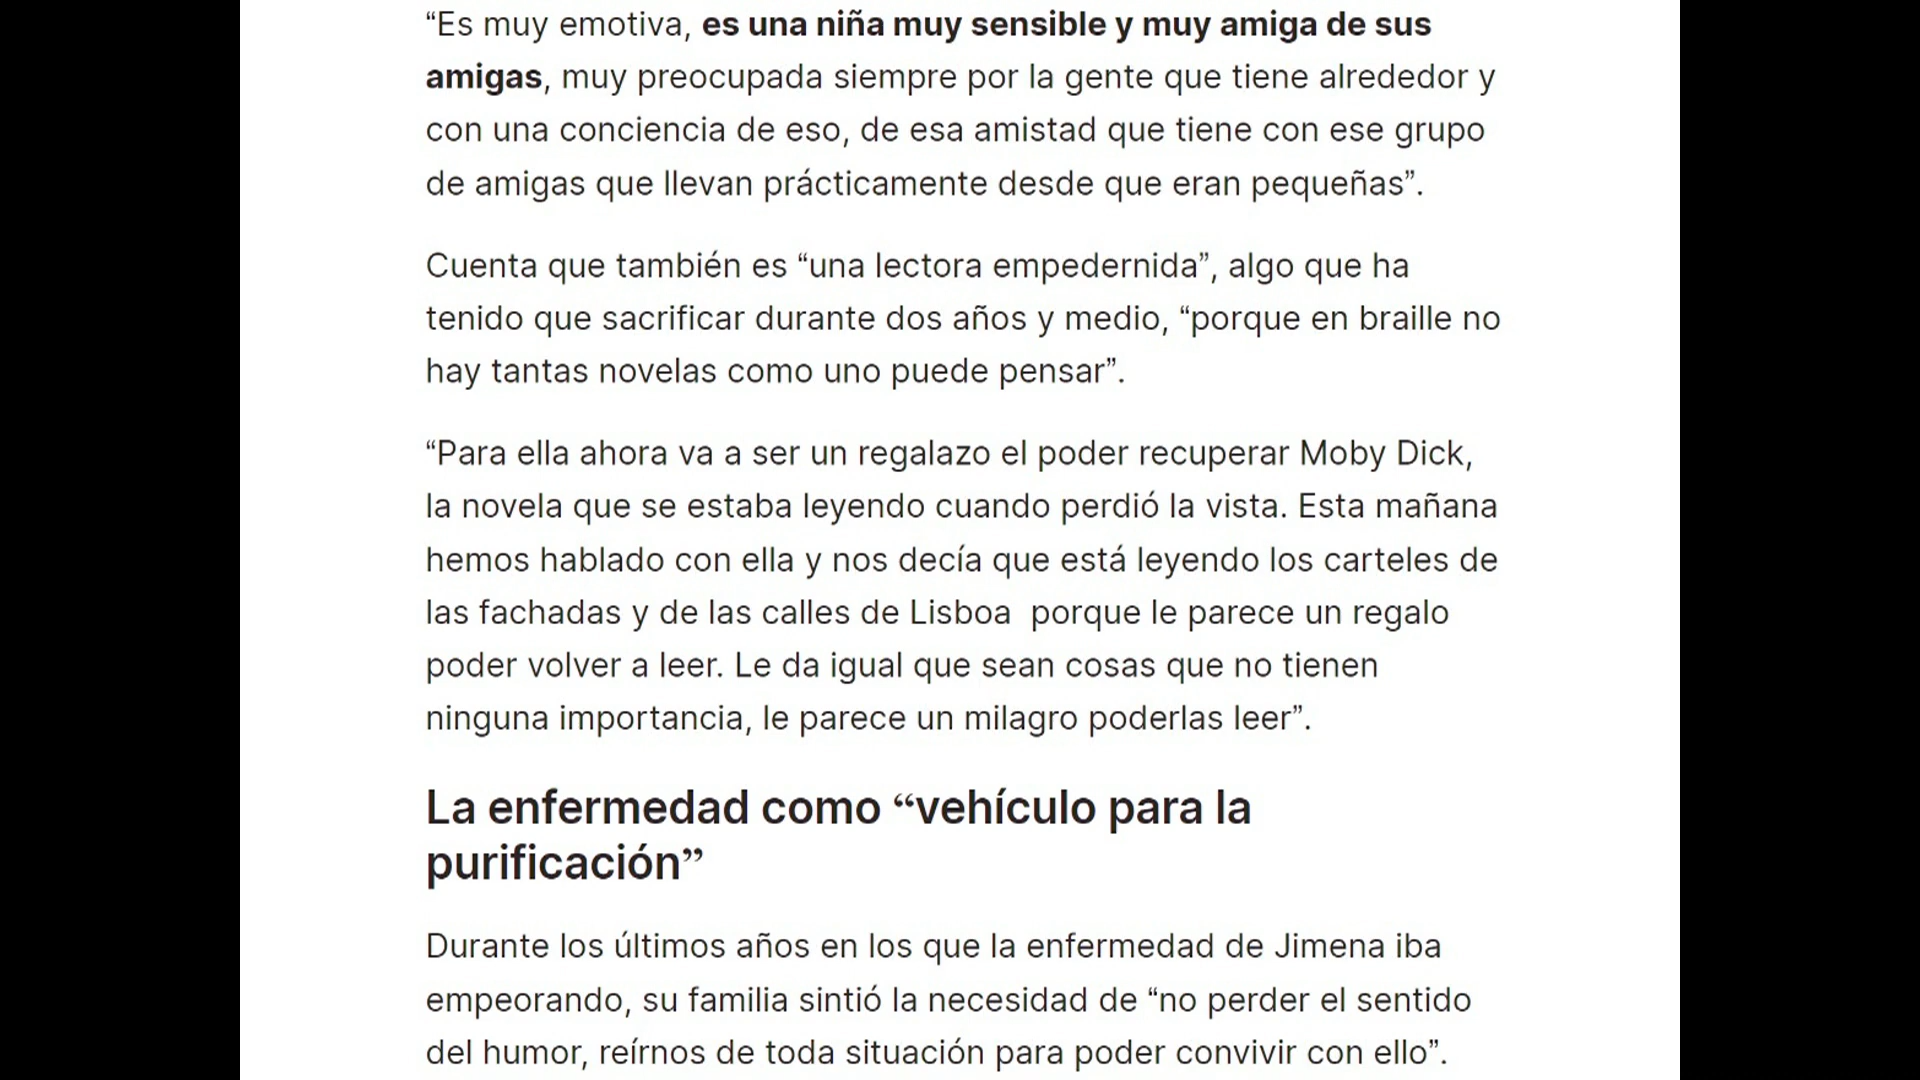 “Es muy emotiva, es una niña muy sensible y muy amiga de sus
amigas, muy preocupada siempre por la gente que tiene alrededor y
con una conciencia de eso, de esa amistad que tiene con ese grupo
de amigas que llevan prácticamente desde que eran pequeñas”.
Cuenta que también es “una lectora empedernida”, algo que ha
tenido que sacrificar durante dos años y medio, “porque en braille no
hay tantas novelas como uno puede pensar”.
“Para ella ahora va a ser un regalazo el poder recuperar Moby Dick,
la novela que se estaba leyendo cuando perdió la vista. Esta mañana
hemos hablado con ella y nos decía que está leyendo los carteles de
las fachadas y de las calles de Lisboa  porque le parece un regalo
poder volver a leer. Le da igual que sean cosas que no tienen
ninguna importancia, le parece un milagro poderlas leer”.
La enfermedad como “vehículo para la
purificación”
Durante los últimos años en los que la enfermedad de Jimena iba
empeorando, su familia sintió la necesidad de “no perder el sentido
del humor, reírnos de toda situación para poder convivir con ello”.